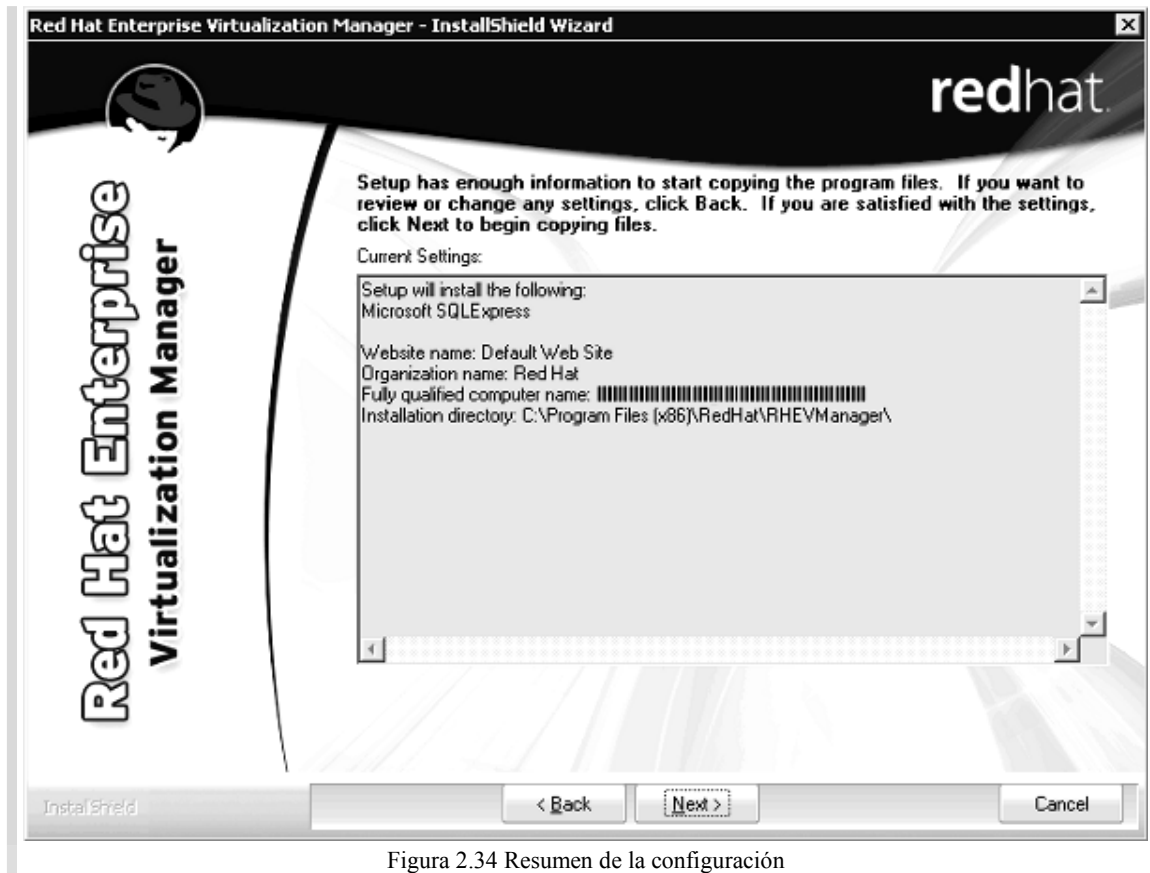 Red Hat Enterprise Virtualization Manager - InstallShield Wizard
redhat.
Red Hat Enterprise
Virtualization Manager
Setup has enough information to start copying the program files. If you want to
review or change any settings, click Back. If you are satisfied with the settings,
click Next to begin copying files.
Current Settings:
Setup will install the following:
Microsoft SQLExpress
Website name: Default Web Site
Organization name: Red Hat
Fully qualified computer name:
Installation directory: C:\Program Files (x86)\RedHat\RHEVManager\
InstallShield
< Back
Next >
Cancel
Figura 2.34 Resumen de la configuración